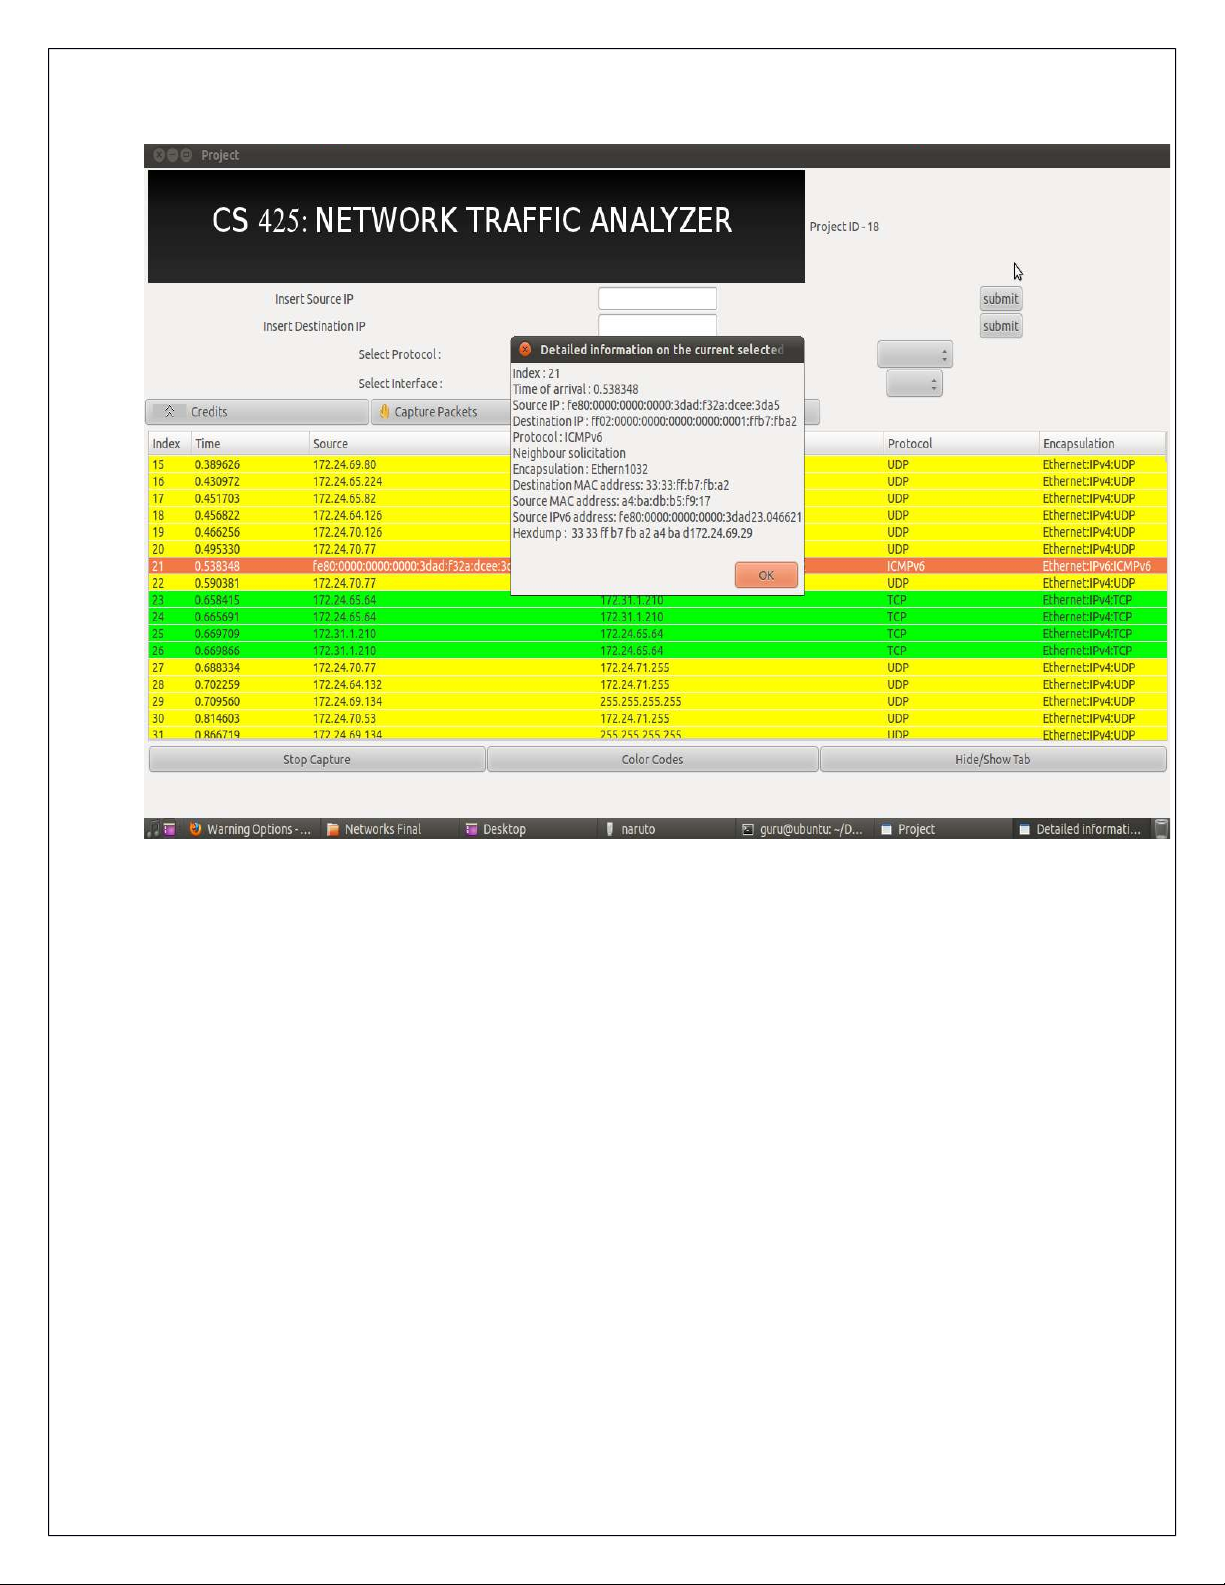 Project
CS 425: NETWORK TRAFFIC ANALYZER
Project ID - 18
Insert Source IP
submit
Insert Destination IP
submit
Select Protocol :
Select Interface :
Credits
Capture Packets
Detailed information on the current selected
Index : 21
Time of arrival : 0.538348
Source IP : fe80:0000:0000:0000:3dad:f32a:dcee:3da5
Destination IP : ff02:0000:0000:0000:0000:0001:ffb7:fba2
Protocol : ICMPv6
Neighbour solicitation
Encapsulation : Ethern1032
Destination MAC address: 33:33:ff:b7:fb:a2
Source MAC address: a4:ba:db:b5:f9:17
Source IPv6 address: fe80:0000:0000:0000:3dad23.046621
Hexdump : 33 33 ff b7 fb a2 a4 ba d172.24.69.29
OK
Index Time Source Protocol Encapsulation
15 0.389626 172.24.69.80 UDP Ethernet:IPv4:UDP
16 0.430972 172.24.65.224 UDP Ethernet:IPv4:UDP
17 0.451703 172.24.65.82 UDP Ethernet:IPv4:UDP
18 0.456822 172.24.64.126 UDP Ethernet:IPv4:UDP
19 0.466256 172.24.70.126 UDP Ethernet:IPv4:UDP
20 0.495330 172.24.70.77 UDP Ethernet:IPv4:UDP
21 0.538348 fe80:0000:0000:0000:3dad:f32a:dcee:3d ICMPv6 Ethernet:IPv6:ICMPv6
22 0.590381 172.24.70.77 UDP Ethernet:IPv4:UDP
23 0.658415 172.24.65.64 172.31.1.210 TCP Ethernet:IPv4:TCP
24 0.665691 172.24.65.64 172.31.1.210 TCP Ethernet:IPv4:TCP
25 0.669709 172.31.1.210 172.24.65.64 TCP Ethernet:IPv4:TCP
26 0.669866 172.31.1.210 172.24.65.64 TCP Ethernet:IPv4:TCP
27 0.688334 172.24.70.77 172.24.71.255 UDP Ethernet:IPv4:UDP
28 0.702259 172.24.64.132 172.24.71.255 UDP Ethernet:IPv4:UDP
29 0.709560 172.24.69.134 255.255.255.255 UDP Ethernet:IPv4:UDP
30 0.814603 172.24.70.53 172.24.71.255 UDP Ethernet:IPv4:UDP
31 0.866719 172.24.69.134 255.255.255.255 UDP Ethernet:IPv4:UDP
Stop Capture Color Codes Hide/Show Tab
Warning Options - ... Networks Final Desktop naruto guru@ubuntu: ~/D... Project Detailed informati...